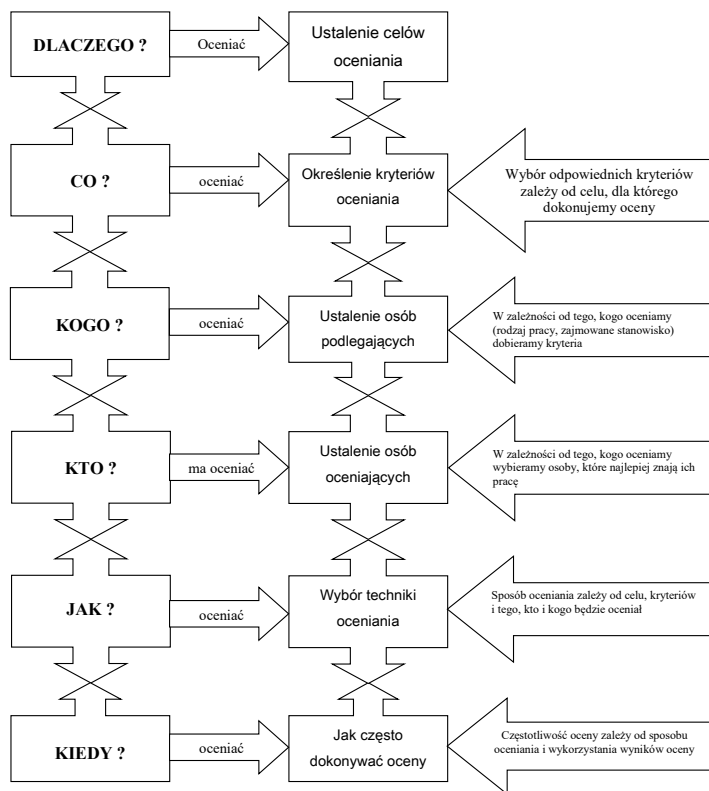 DLACZEGO ?
Oceniać
Ustalenie celów
oceniania
CO ?
oceniać
Określenie kryteriów
oceniania
Wybór odpowiednich kryteriów
zależy od celu, dla którego
dokonujemy oceny
KOGO ?
oceniać
Ustalenie osób
podlegających
W zależności od tego, kogo oceniamy
(rodzaj pracy, zajmowane stanowisko)
dobieramy kryteria
KTO ?
ma oceniać
Ustalenie osób
oceniających
W zależności od tego, kogo oceniamy
wybieramy osoby, które najlepiej znają ich
pracę
JAK ?
oceniać
Wybór techniki
oceniania
Sposób oceniania zależy od celu, kryteriów
i tego, kto i kogo będzie oceniał
KIEDY ?
oceniać
Jak często
dokonywać oceny
Częstotliwość oceny zależy od sposobu
oceniania i wykorzystania wyników oceny